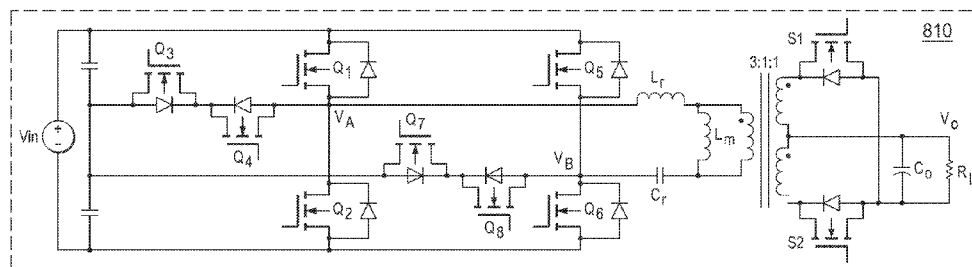 810
S1
3:1:1
Q3
Q1
Q5
Lr
VA
Vin
Q4
Q7
VB
Lm
Vo
Cr
Co
RL
Q2
Q8
Q6
S2